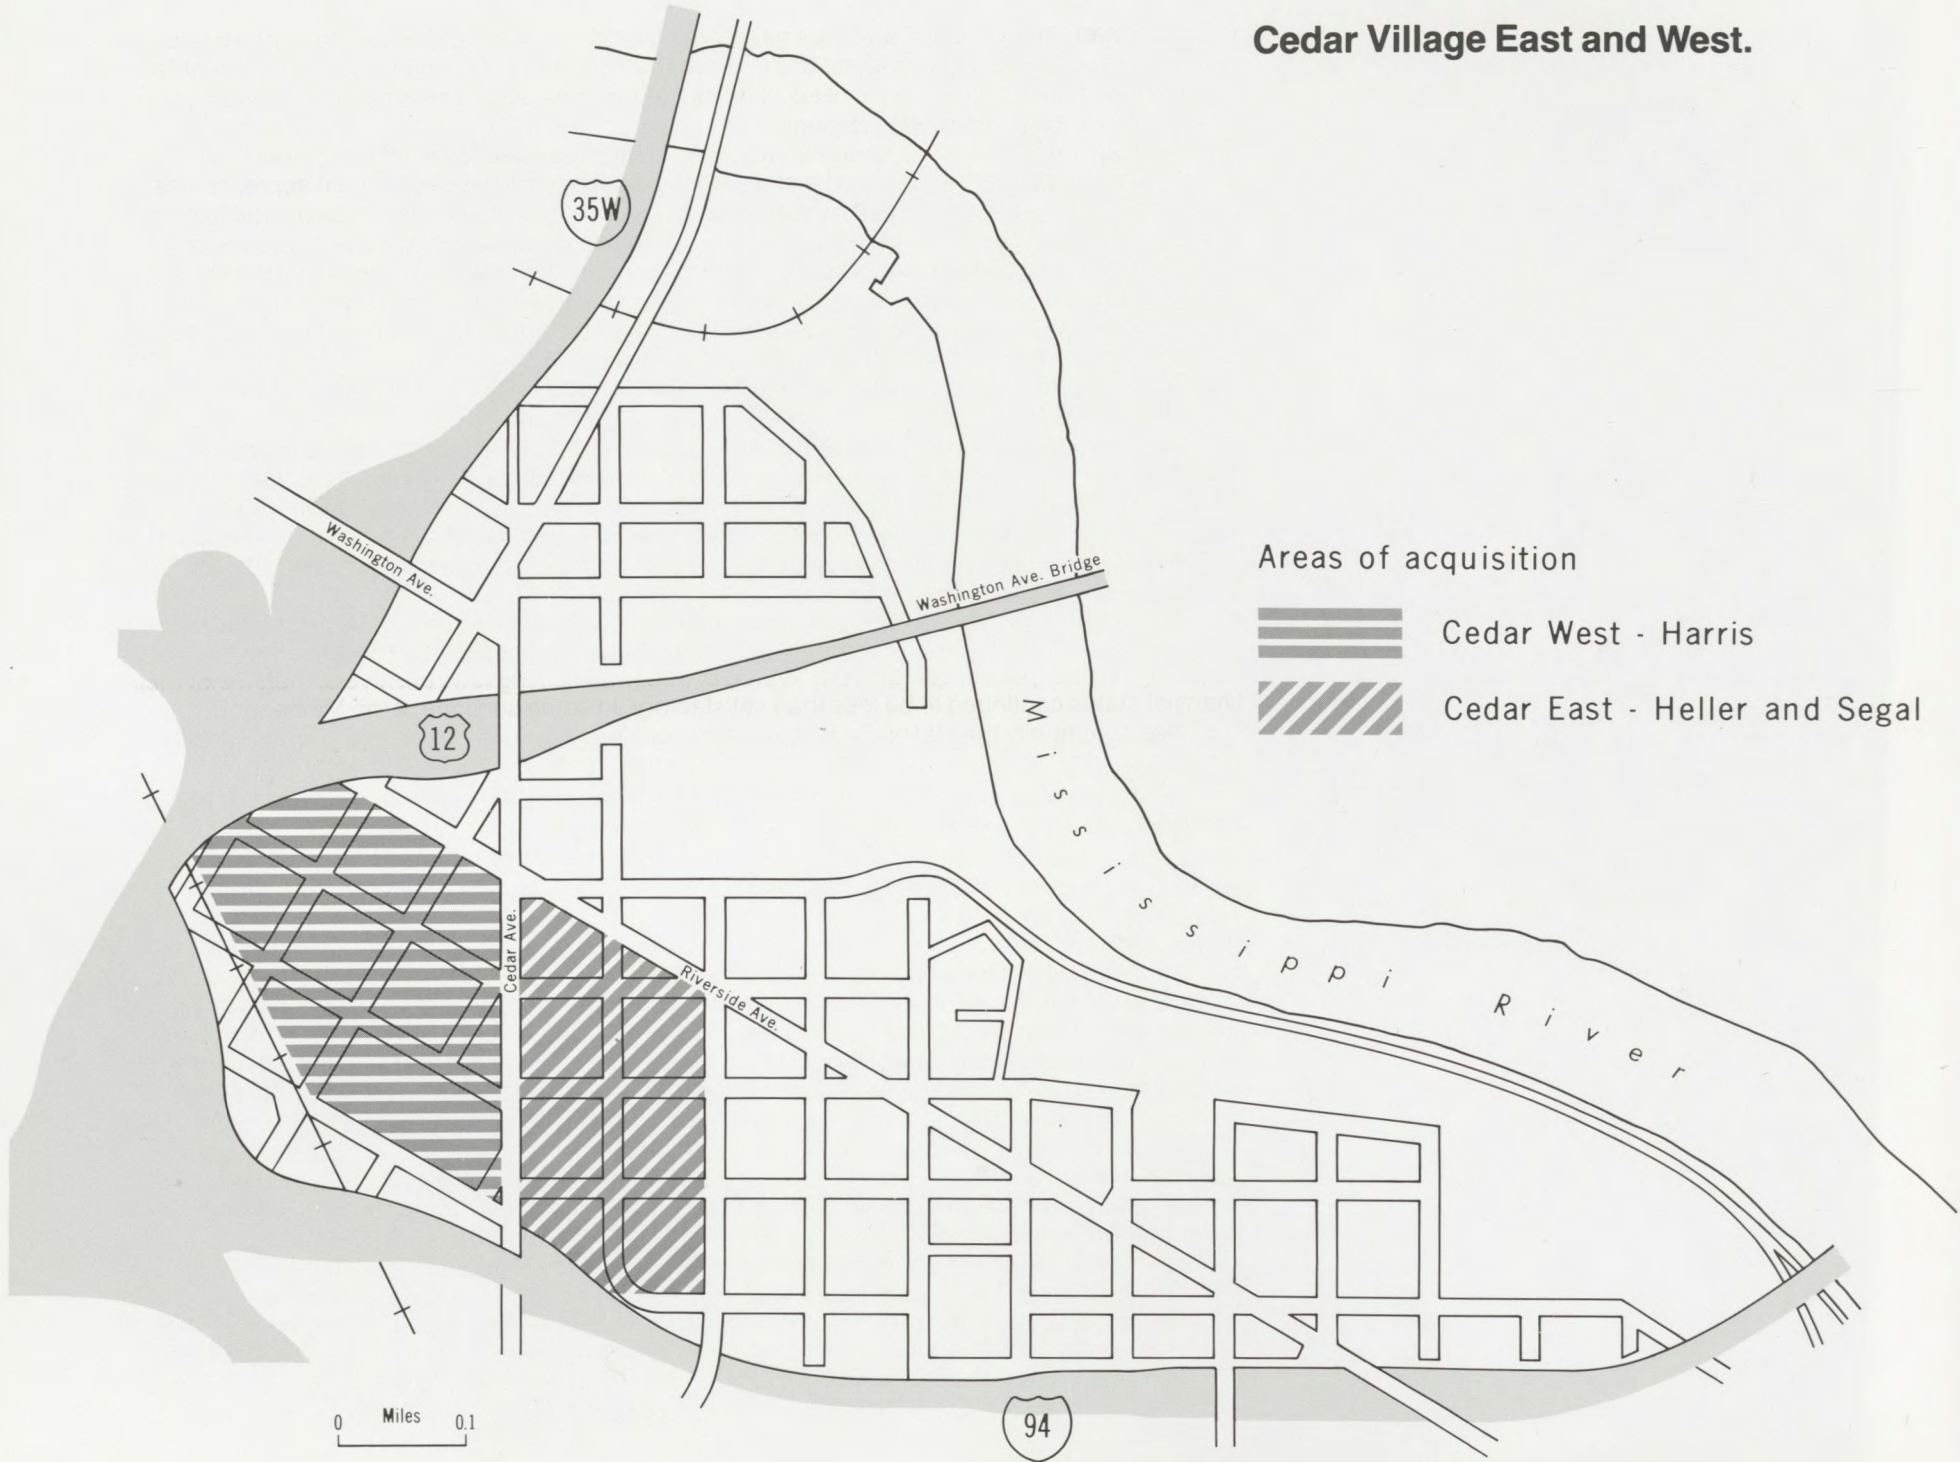 Cedar Village East and West.
35W
Washington Ave.
Washington Ave. Bridge
Areas of acquisition
Cedar West - Harris
Cedar East - Heller and Segal
12
Mississippi River
Cedar Ave.
Riverside Ave.
0 Miles 0.1
94